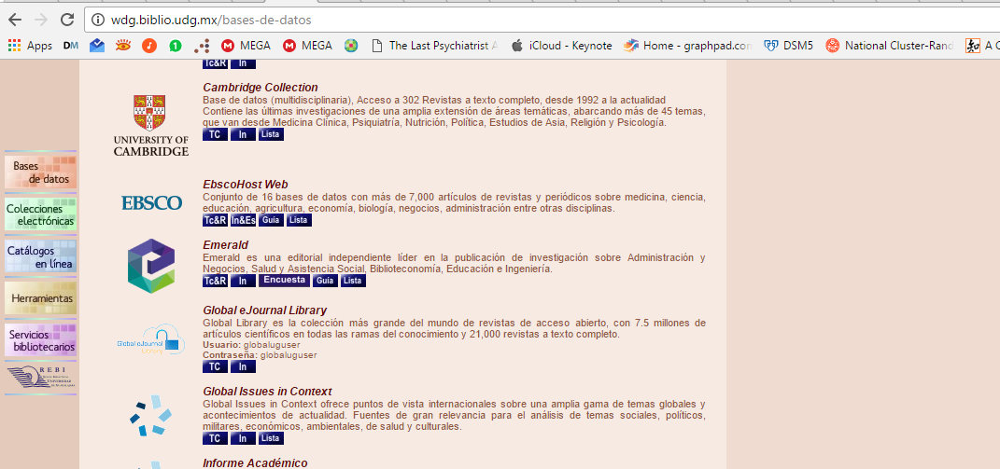 wdg.biblio.udg.mx/bases-de-datos
Apps DM MEGA MEGA The Last Psychiatrist iCloud - Keynote Home - graphpad.com DSM5 National Cluster-Rand A C
Tc&R In
Cambridge Collection
Base de datos (multidisciplinaria), Acceso a 302 Revistas a texto completo, desde 1992 a la actualidad
Contiene las últimas investigaciones de una amplia extensión de áreas temáticas, abarcando más de 45 temas,
que van desde Medicina Clínica, Psiquiatría, Nutrición, Política, Estudios de Asia, Religión y Psicología.
TC In Lista
UNIVERSITY OF
CAMBRIDGE
Bases
de datos
Colecciones
electrónicas
Catálogos
en línea
Herramientas
Servicios
bibliotecarios
REBI
EBSCO
EbscoHost Web
Conjunto de 16 bases de datos con más de 7,000 artículos de revistas y periódicos sobre medicina, ciencia,
educación, agricultura, economía, biología, negocios, administración entre otras disciplinas.
Tc&R In&Es Guía Lista
Emerald
Emerald es una editorial independiente líder en la publicación de investigación sobre Administración y
Negocios, Salud y Asistencia Social, Biblioteconomía, Educación e Ingeniería.
Tc&R In Encuesta Guía Lista
Global eJournal
Library
Global eJournal Library
Global Library es la colección más grande del mundo de revistas de acceso abierto, con 7.5 millones de
artículos científicos en todas las ramas del conocimiento y 21,000 revistas a texto completo.
Usuario: globaluguser
Contraseña: globaluguser
TC In
Global Issues in Context
Global Issues in Context ofrece puntos de vista internacionales sobre una amplia gama de temas globales y
acontecimientos de actualidad. Fuentes de gran relevancia para el análisis de temas sociales, políticos,
militares, económicos, ambientales, de salud y culturales.
TC In Lista
Informe Académico